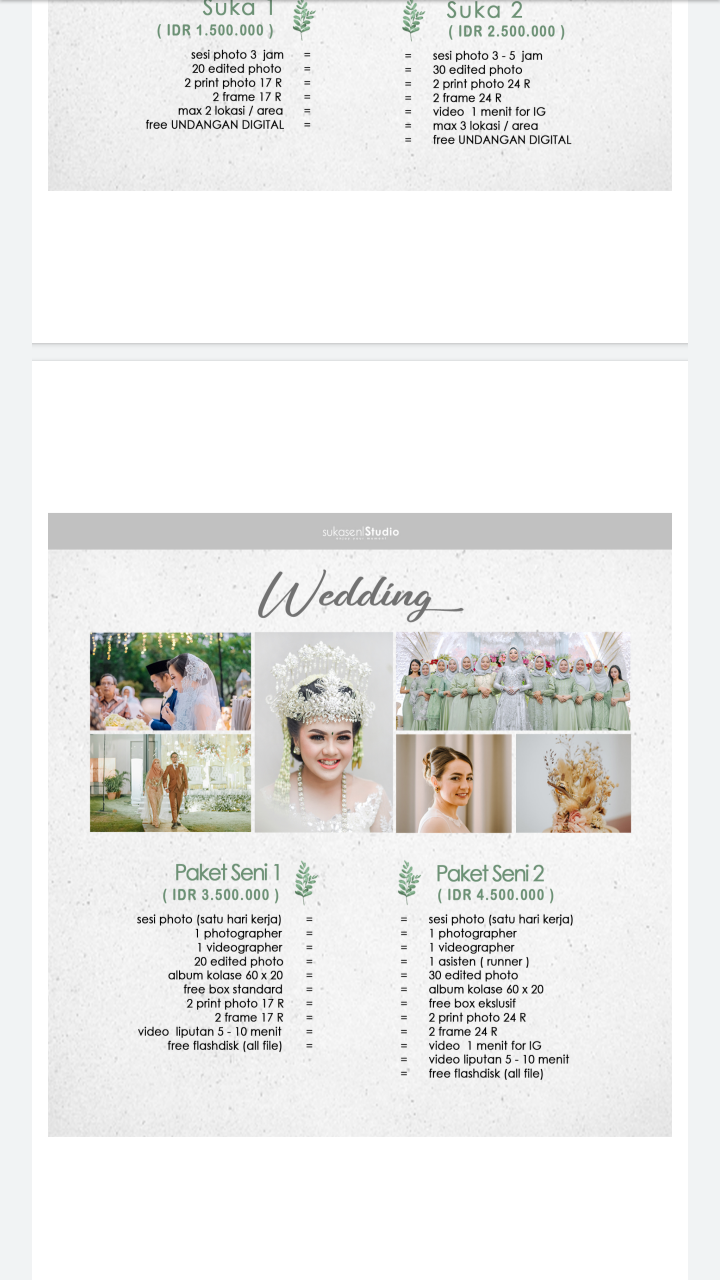 Suka 1
( IDR 1.500.000 )
sesi photo 3 jam =
20 edited photo =
2 print photo 17 R =
2 frame 17 R =
max 2 lokasi / area =
free UNDANGAN DIGITAL =
Suka 2
( IDR 2.500.000 )
= sesi photo 3 - 5 jam
= 30 edited photo
= 2 print photo 24 R
= 2 frame 24 R
= video 1 menit for IG
= max 3 lokasi / area
= free UNDANGAN DIGITAL
sukaseniStudio
Wedding
Paket Seni 1
( IDR 3.500.000 )
sesi photo (satu hari kerja) =
1 photographer =
1 videographer =
20 edited photo =
album kolase 60 x 20 =
free box standard =
2 print photo 17 R =
2 frame 17 R =
video liputan 5 - 10 menit =
free flashdisk (all file) =
Paket Seni 2
( IDR 4.500.000 )
= sesi photo (satu hari kerja)
= 1 photographer
= 1 videographer
= 1 asisten ( runner )
= 30 edited photo
= album kolase 60 x 20
= free box ekslusif
= 2 print photo 24 R
= 2 frame 24 R
= video 1 menit for IG
= video liputan 5 - 10 menit
= free flashdisk (all file)